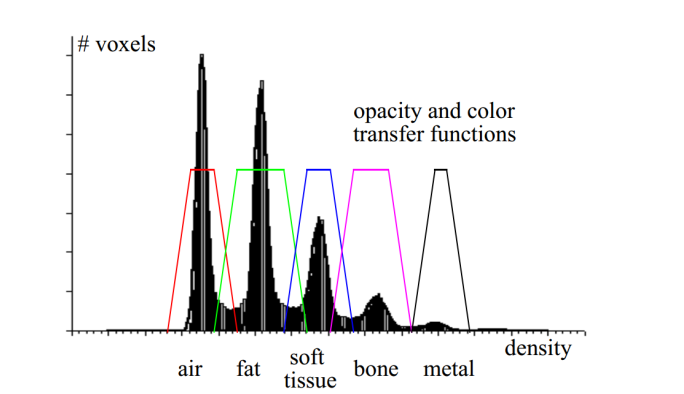 # voxels
opacity and color
transfer functions
density
air
fat
soft
tissue
bone
metal